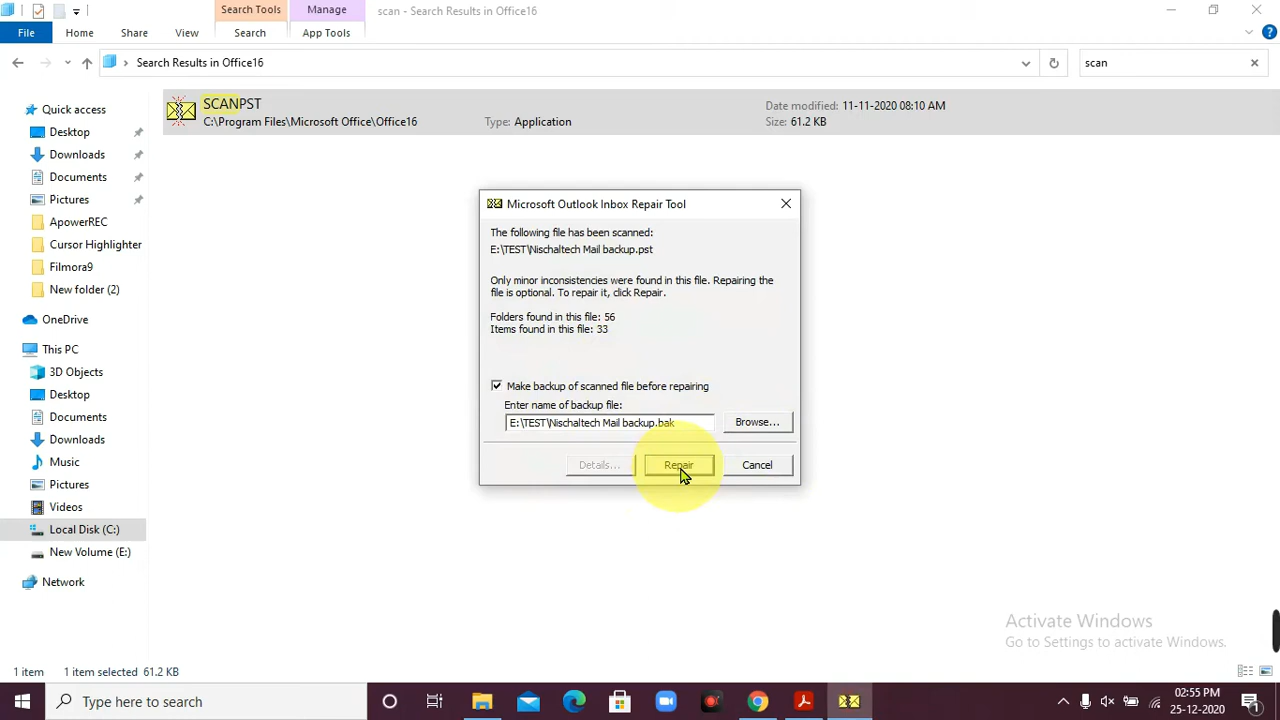 Search Tools
Manage
scan - Search Results in Office16
File
Home
Share
View
Search
App Tools
Search Results in Office16
scan
Quick access
Desktop
Downloads
Documents
Pictures
ApowerREC
Cursor Highlighter
Filmora9
New folder (2)
OneDrive
This PC
3D Objects
Desktop
Documents
Downloads
Music
Pictures
Videos
Local Disk (C:)
New Volume (E:)
Network
SCANPST
C:\Program Files\Microsoft Office\Office16
Type: Application
Date modified: 11-11-2020 08:10 AM
Size: 61.2 KB
Microsoft Outlook Inbox Repair Tool
The following file has been scanned:
E:\TEST\Nischaltech Mail backup.pst
Only minor inconsistencies were found in this file. Repairing the
file is optional. To repair it, click Repair.
Folders found in this file: 56
Items found in this file: 33
Make backup of scanned file before repairing
Enter name of backup file:
E:\TEST\Nischaltech Mail backup.bak
Browse...
Details...
Repair
Cancel
Activate Windows
Go to Settings to activate Windows.
1 item
1 item selected 61.2 KB
Type here to search
02:55 PM
25-12-2020
1